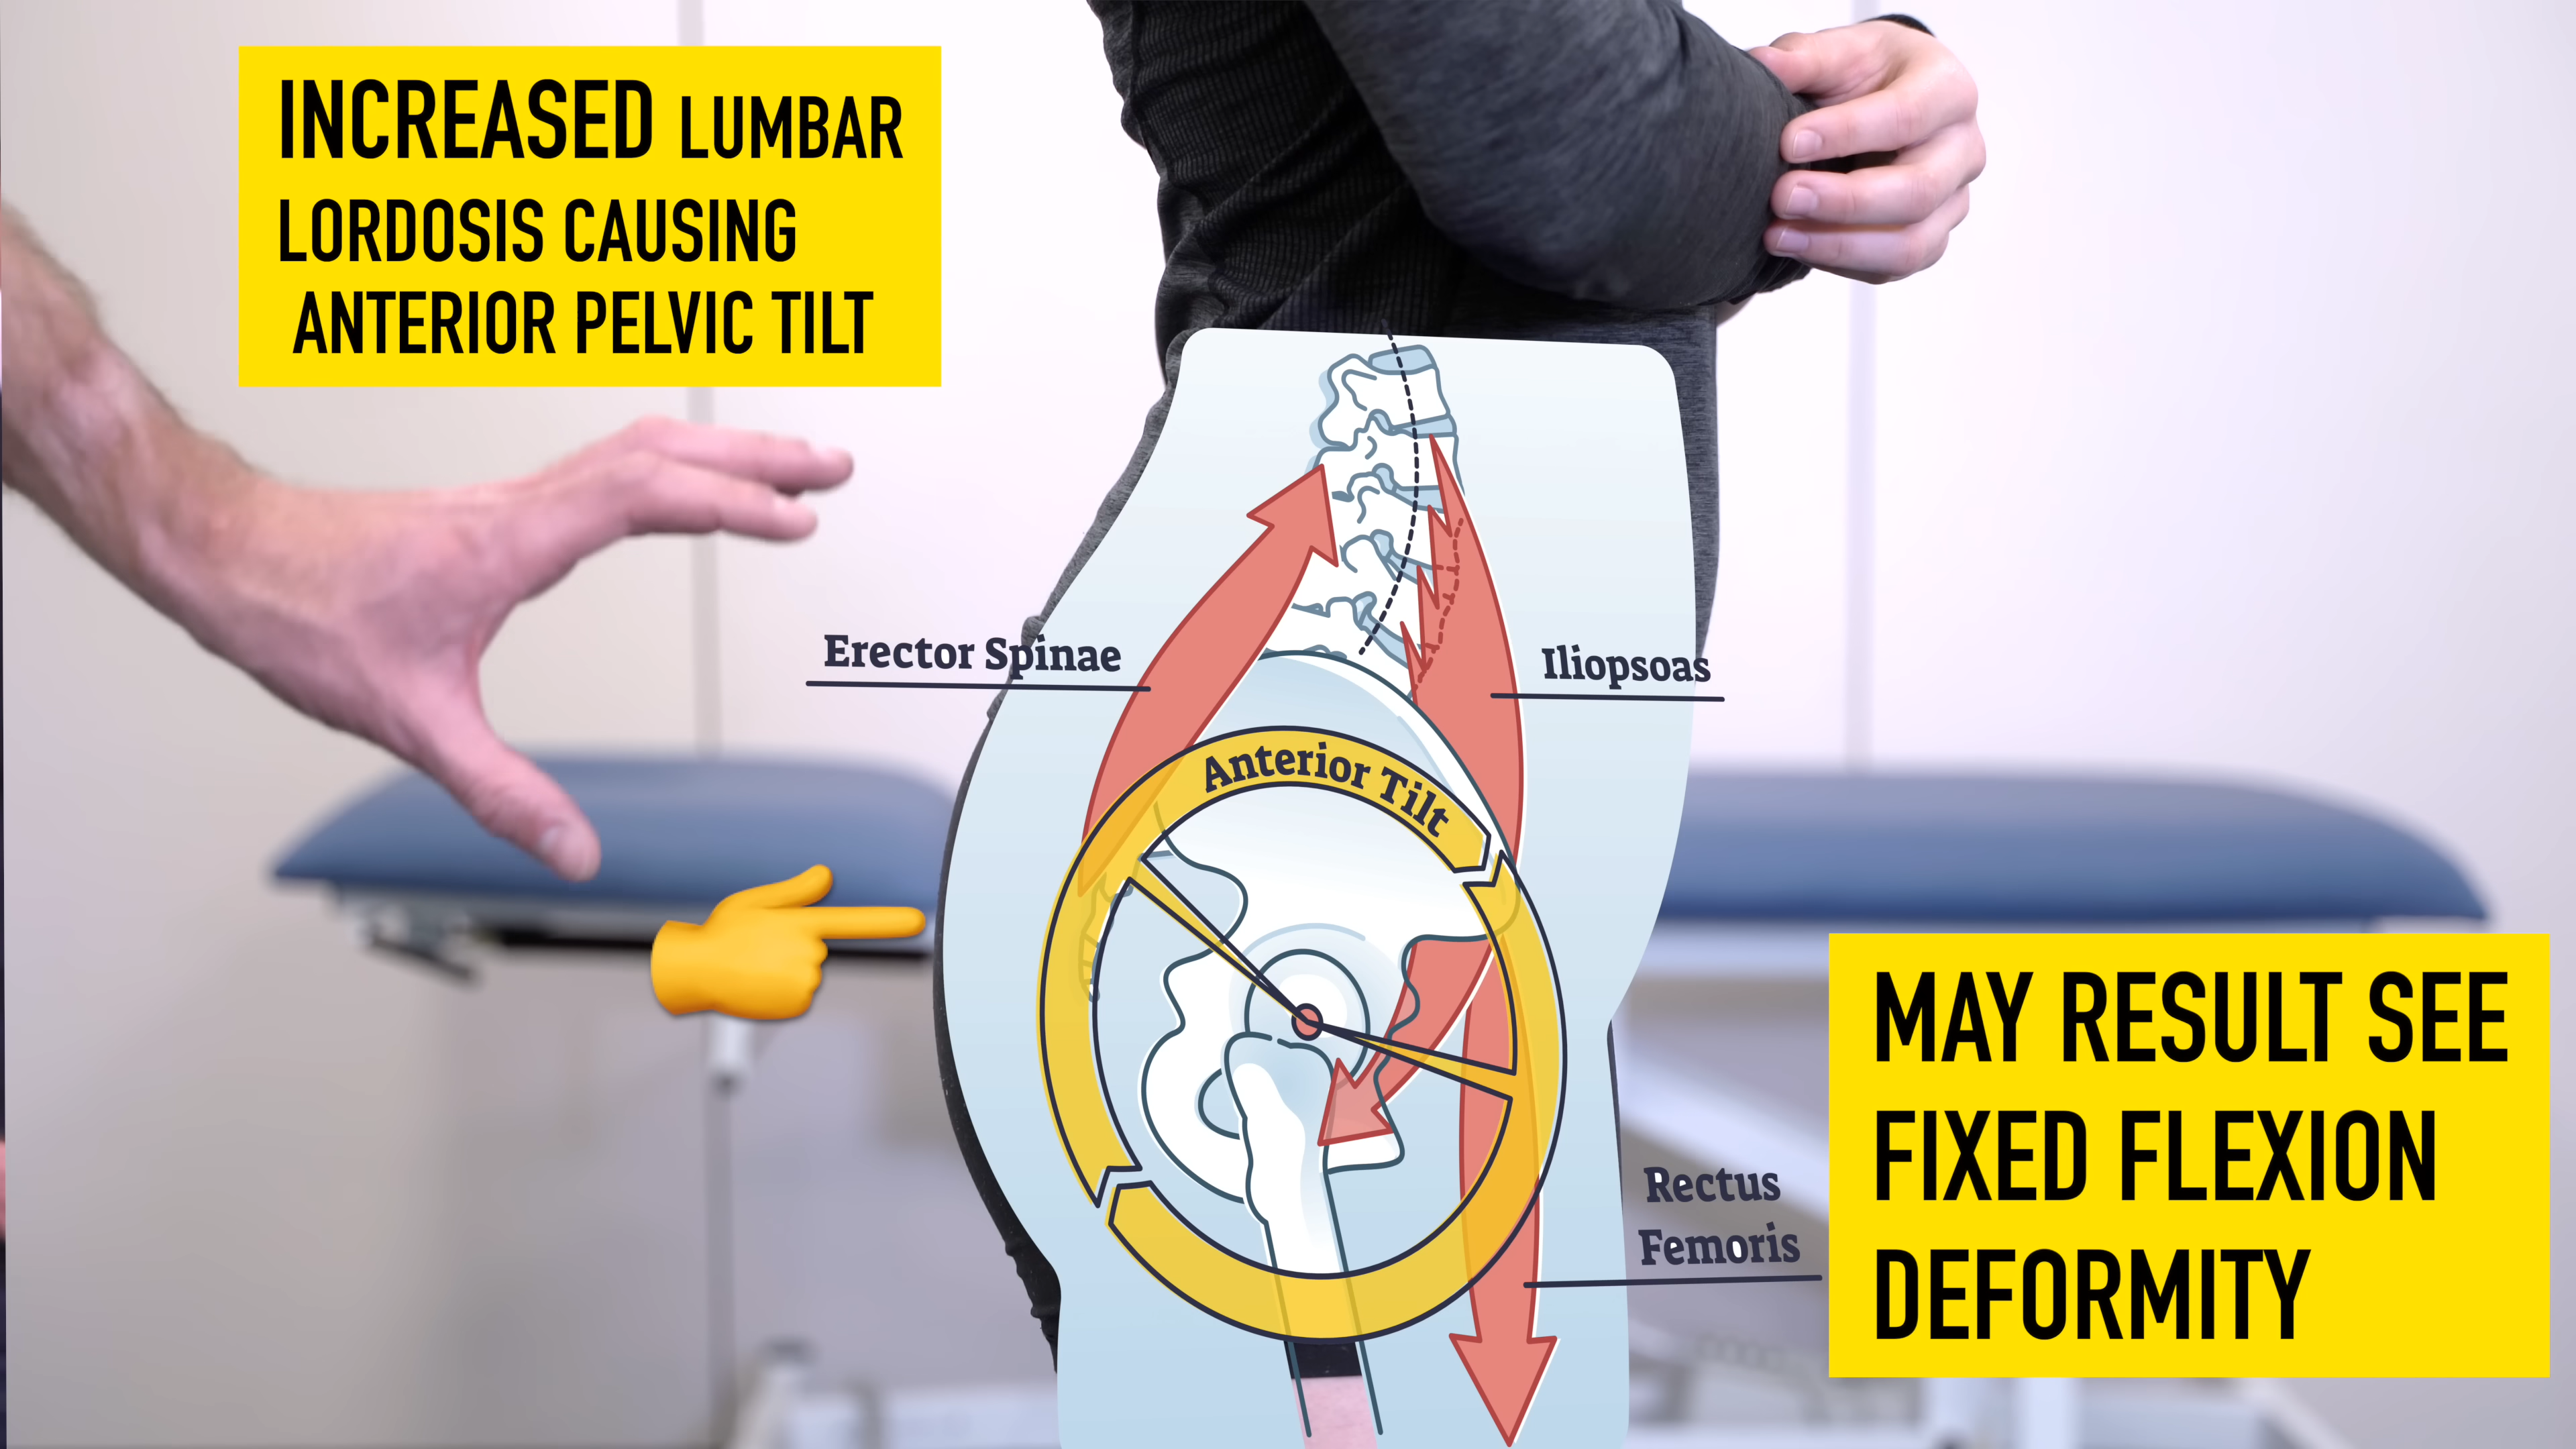 INCREASED LUMBAR
LORDOSIS CAUSING
ANTERIOR PELVIC TILT
Erector Spinae
Iliopsoas
Anterior Tilt
Rectus
Femoris
MAY RESULT SEE
FIXED FLEXION
DEFORMITY